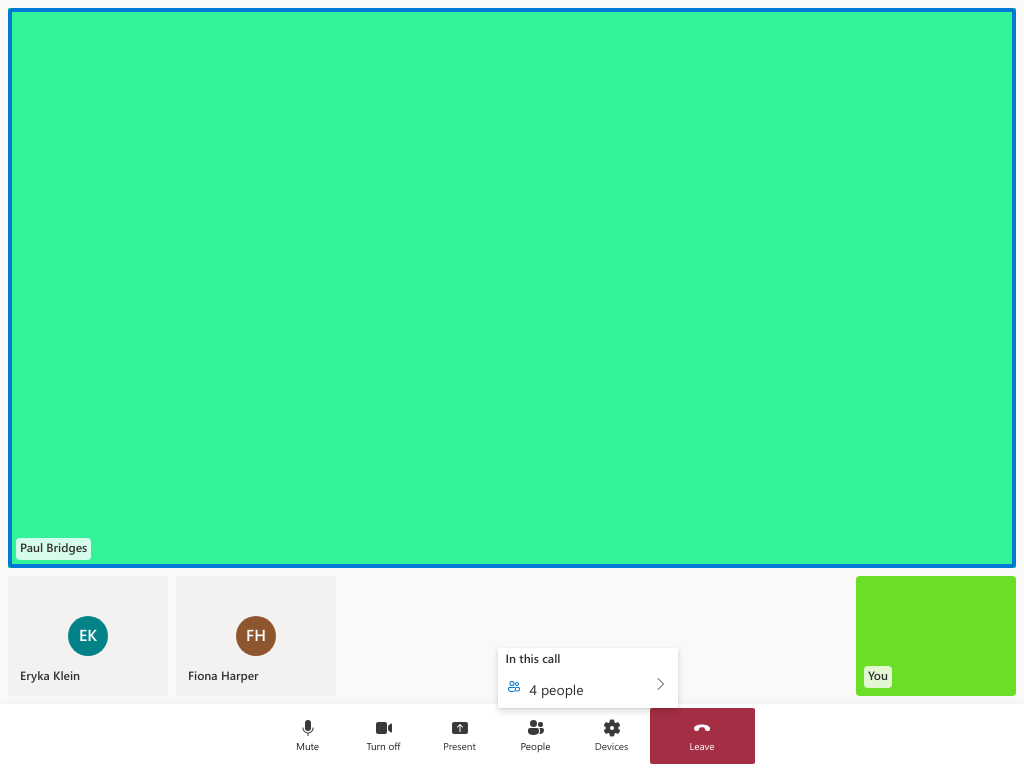 Paul Bridges
EK
FH
Eryka Klein
Fiona Harper
In this call
4 people
You
Mute
Turn off
Present
People
Devices
Leave